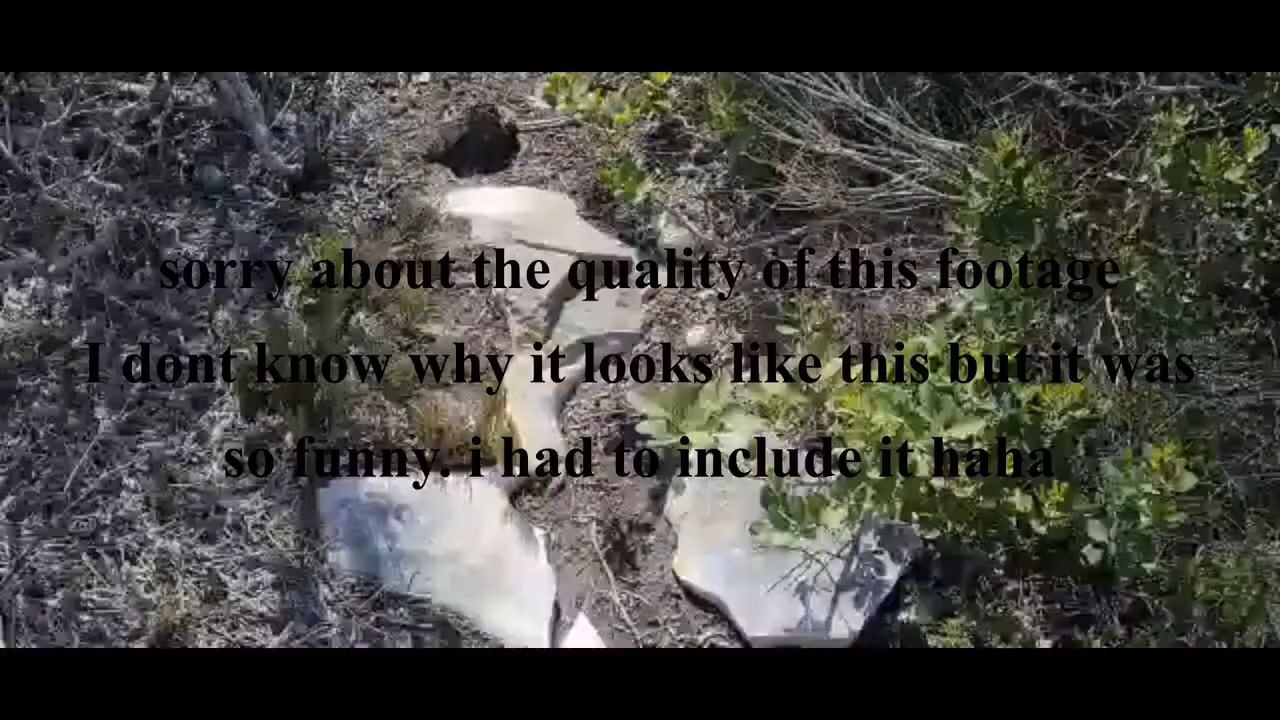 sorry about the quality of this footage
I dont know why it looks like this but it was
so funny. i had to include it haha